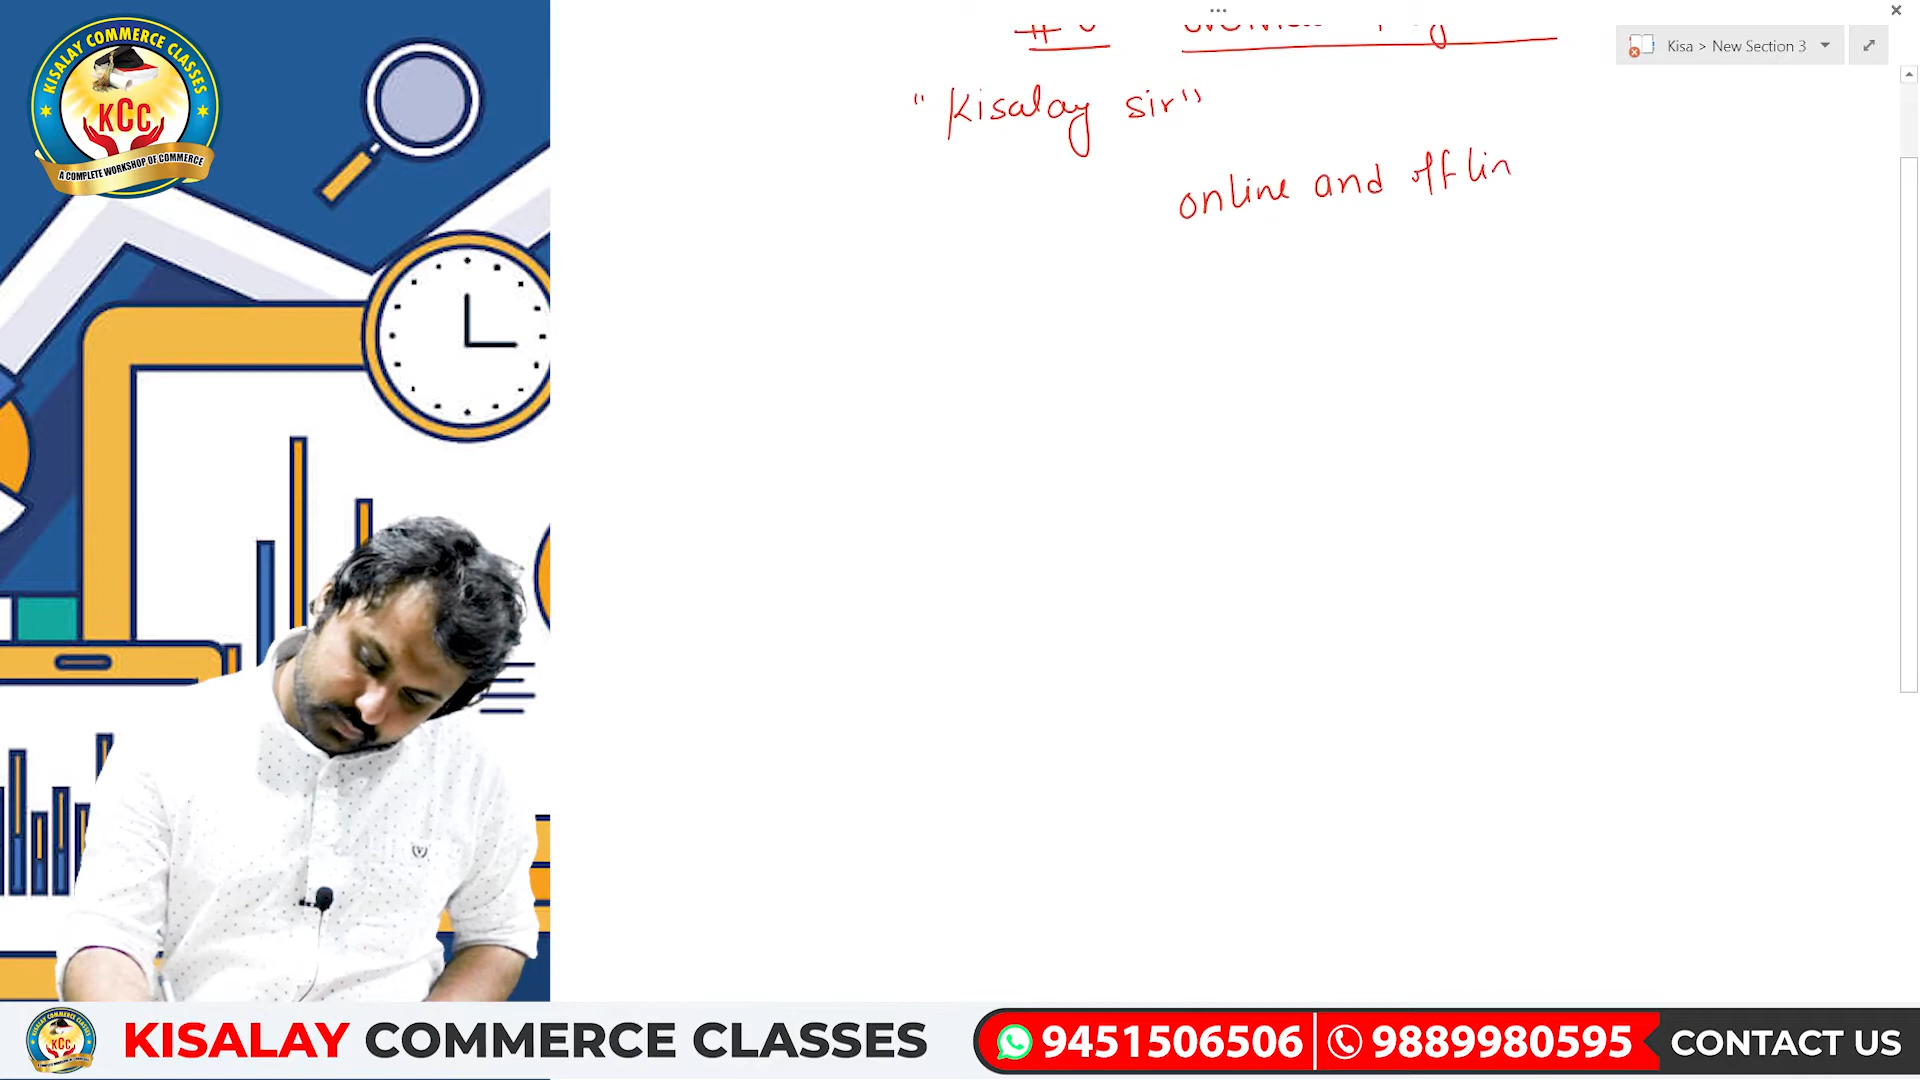 KISALAY COMMERCE CLASSES
KCC
A COMPLETE WORKSHOP OF COMMERCE
Kisa > New Section 3
"Kisalay sir"
online and offlin
KISALAY COMMERCE CLASSES
9451506506
9889980595
CONTACT US